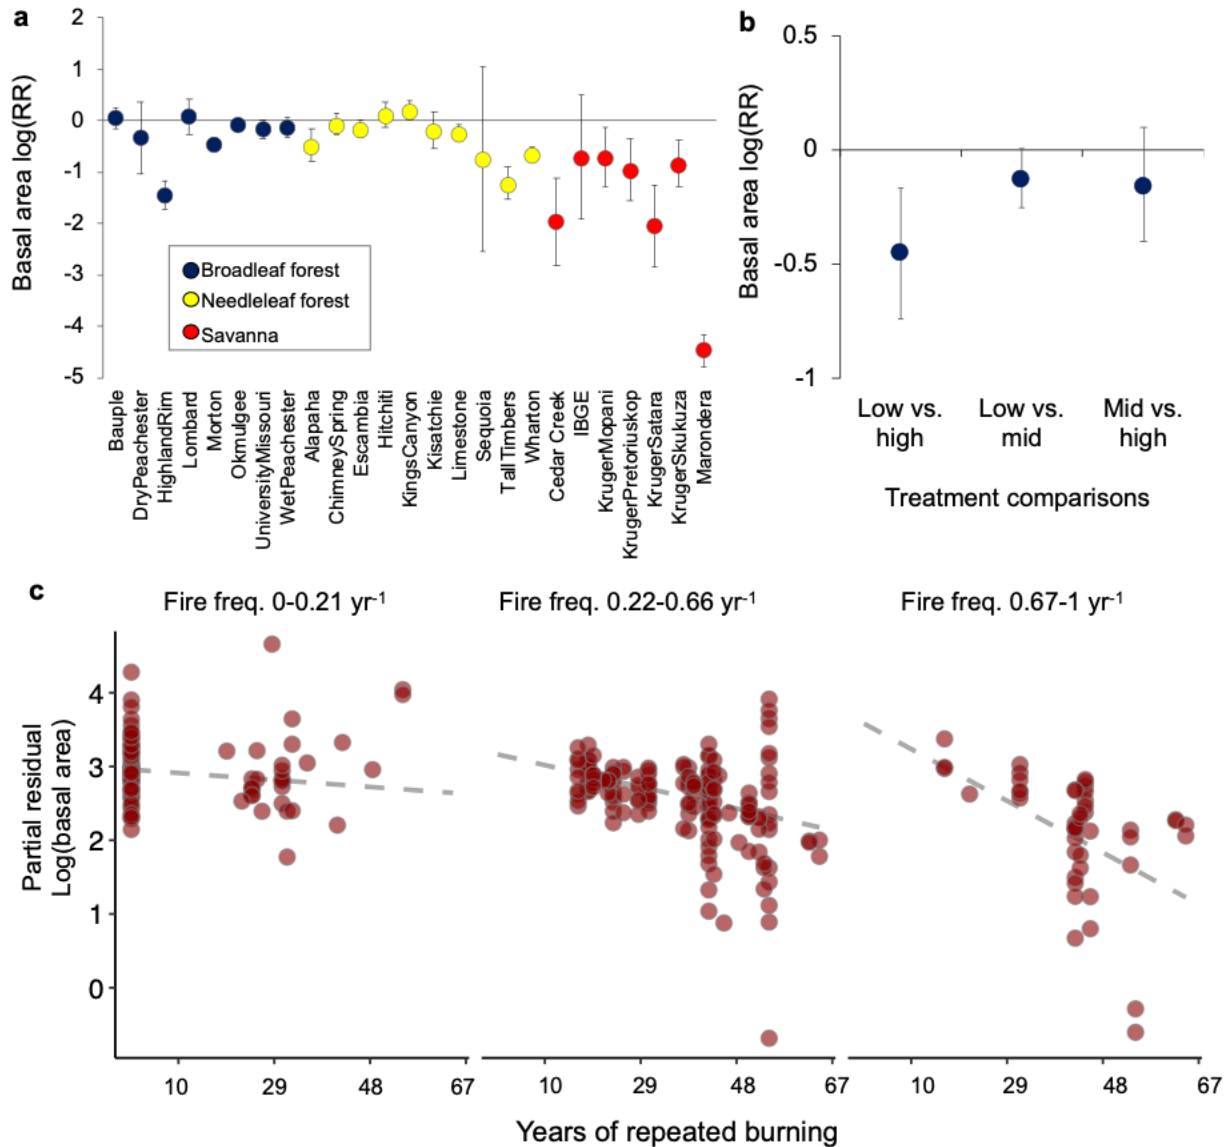 a
2
1
0
-1
-2
-3
-4
-5
Basal area log(RR)
Broadleaf forest
Needleleaf forest
Savanna
Bauple
DryPeachester
HighlandRim
Lombard
Morton
Okmulgee
UniversityMissouri
WetPeachester
Alapaha
ChimneySpring
Escambia
Hitchiti
KingsCanyon
Kisatchie
Limestone
Sequoia
TallTimbers
Wharton
Cedar Creek
IBGE
KrugerMopani
KrugerPretoriuskop
KrugerSatara
KrugerSkukuza
Marondera
b
0.5
0
-0.5
-1
Basal area log(RR)
Low vs. high
Low vs. mid
Mid vs. high
Treatment comparisons
c
Fire freq. 0-0.21 yr-1
Fire freq. 0.22-0.66 yr-1
Fire freq. 0.67-1 yr-1
Partial residual
Log(basal area)
4
3
2
1
0
10 29 48 67
10 29 48 67
10 29 48 67
Years of repeated burning